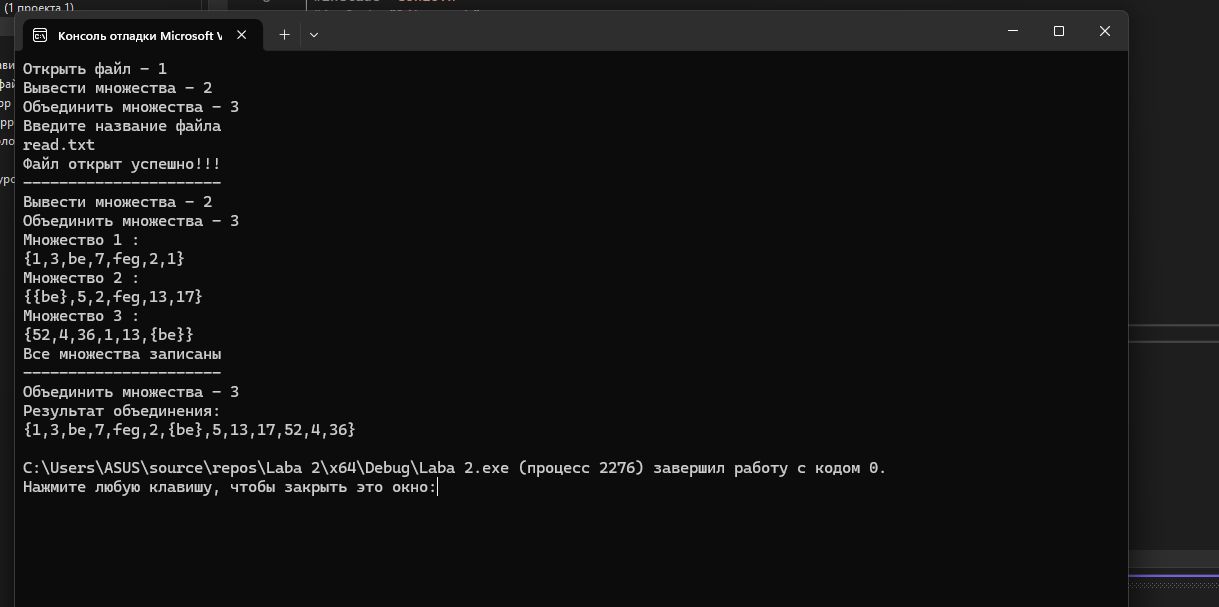 (1 проекта 1)
Консоль отладки Microsoft V
Открыть файл - 1
Вывести множества - 2
Объединить множества - 3
Введите название файла
read.txt
Файл открыт успешно!!!
----------------------
Вывести множества - 2
Объединить множества - 3
Множество 1 :
{1,3,be,7,feg,2,1}
Множество 2 :
{{be},5,2,feg,13,17}
Множество 3 :
{52,4,36,1,13,{be}}
Все множества записаны
----------------------
Объединить множества - 3
Результат объединения:
{1,3,be,7,feg,2,{be},5,13,17,52,4,36}
C:\Users\ASUS\source\repos\Laba 2\x64\Debug\Laba 2.exe (процесс 2276) завершил работу с кодом 0.
Нажмите любую клавишу, чтобы закрыть это окно: